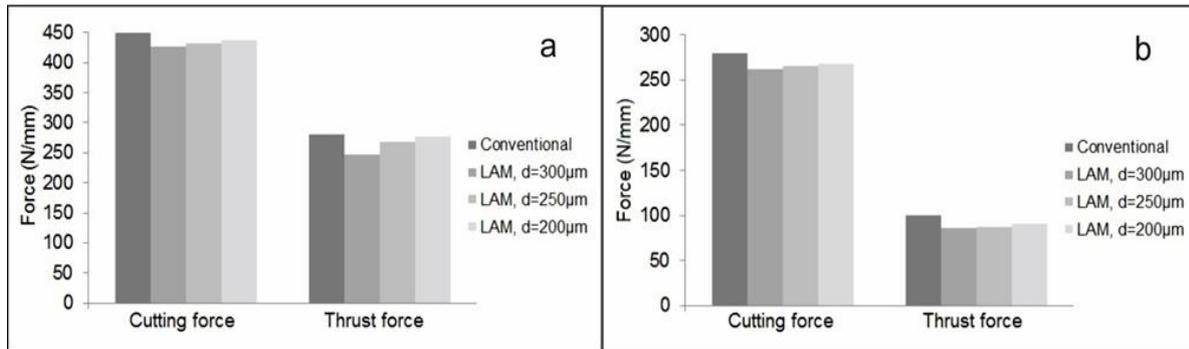 a
Force (N/mm)
450
400
350
300
250
200
150
100
50
0
Cutting force
Thrust force
Conventional
LAM, d=300µm
LAM, d=250µm
LAM, d=200µm
b
Force (N/mm)
300
250
200
150
100
50
0
Cutting force
Thrust force
Conventional
LAM, d=300µm
LAM, d=250µm
LAM, d=200µm